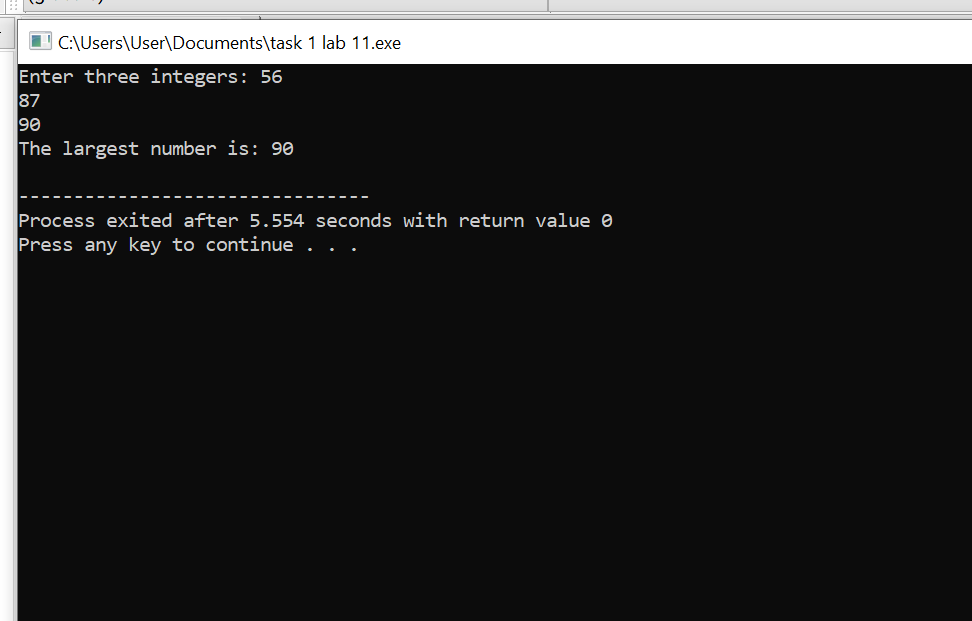 C:\Users\User\Documents\task 1 lab 11.exe
Enter three integers: 56
87
90
The largest number is: 90
--------------------------------
Process exited after 5.554 seconds with return value 0
Press any key to continue . . .